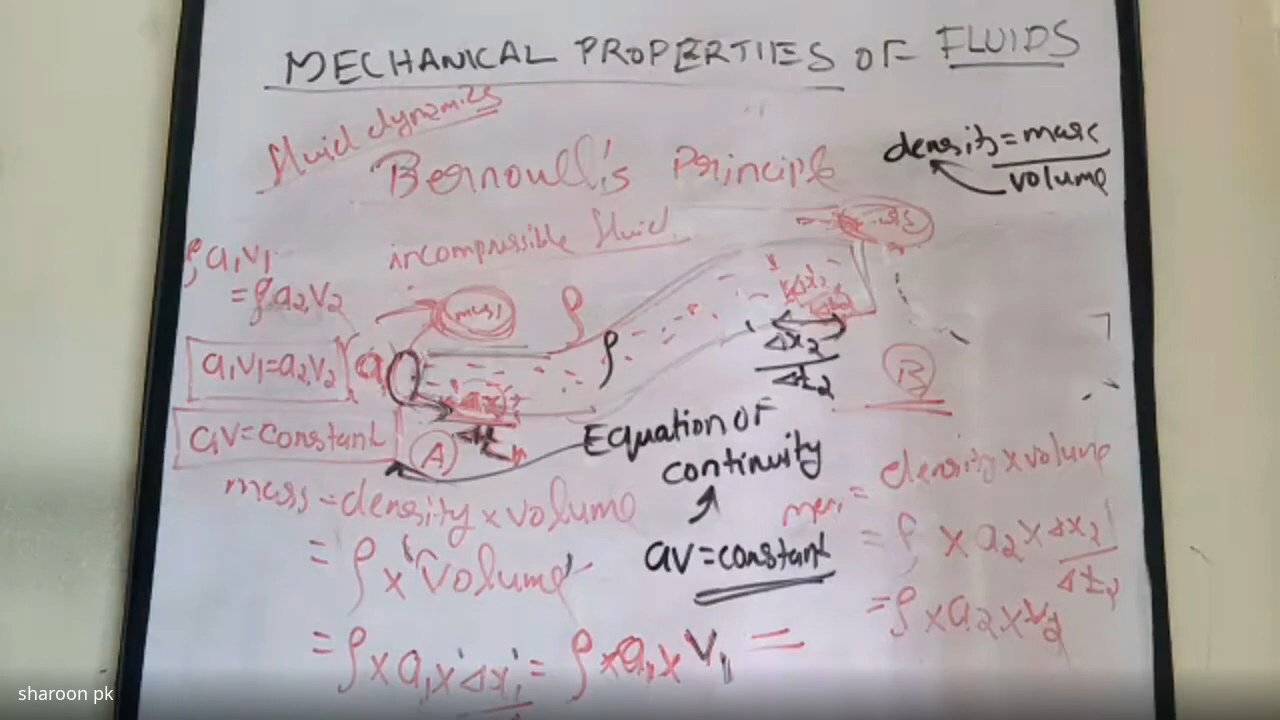 MECHANICAL PROPERTIES OF FLUIDS
fluid dynamics
Bernoull's Principle
density = mass
volume
incompressible fluid
ρa₁v₁
= ρa₂v₂
mass
ρ
ρ
a₁v₁=a₂v₂
a₁
Δx₂
Δt₂
B
av=constant
A
Equation OF
continuity
av=constant
mass = density x volume
= ρ x 'volume'
= ρ x a₁ x Δx₁ = ρ x a₁ x V₁ =
density x volume
= ρ x a₂ x Δx₂
Δt₂
= ρ x a₂ x v₂
sharoon pk